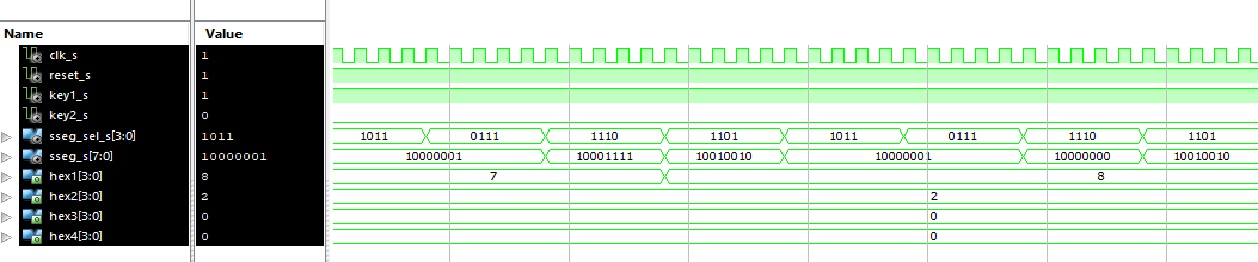 Name Value
clk_s 1
reset_s 1
key1_s 1
key2_s 0
sseg_sel_s[3:0] 1011 1011 0111 1110 1101 1011 0111 1110 1101
sseg_s[7:0] 10000001 10000001 10001111 10010010 10000001 10000000 10010010
hex1[3:0] 8 7 8
hex2[3:0] 2 2
hex3[3:0] 0 0
hex4[3:0] 0 0